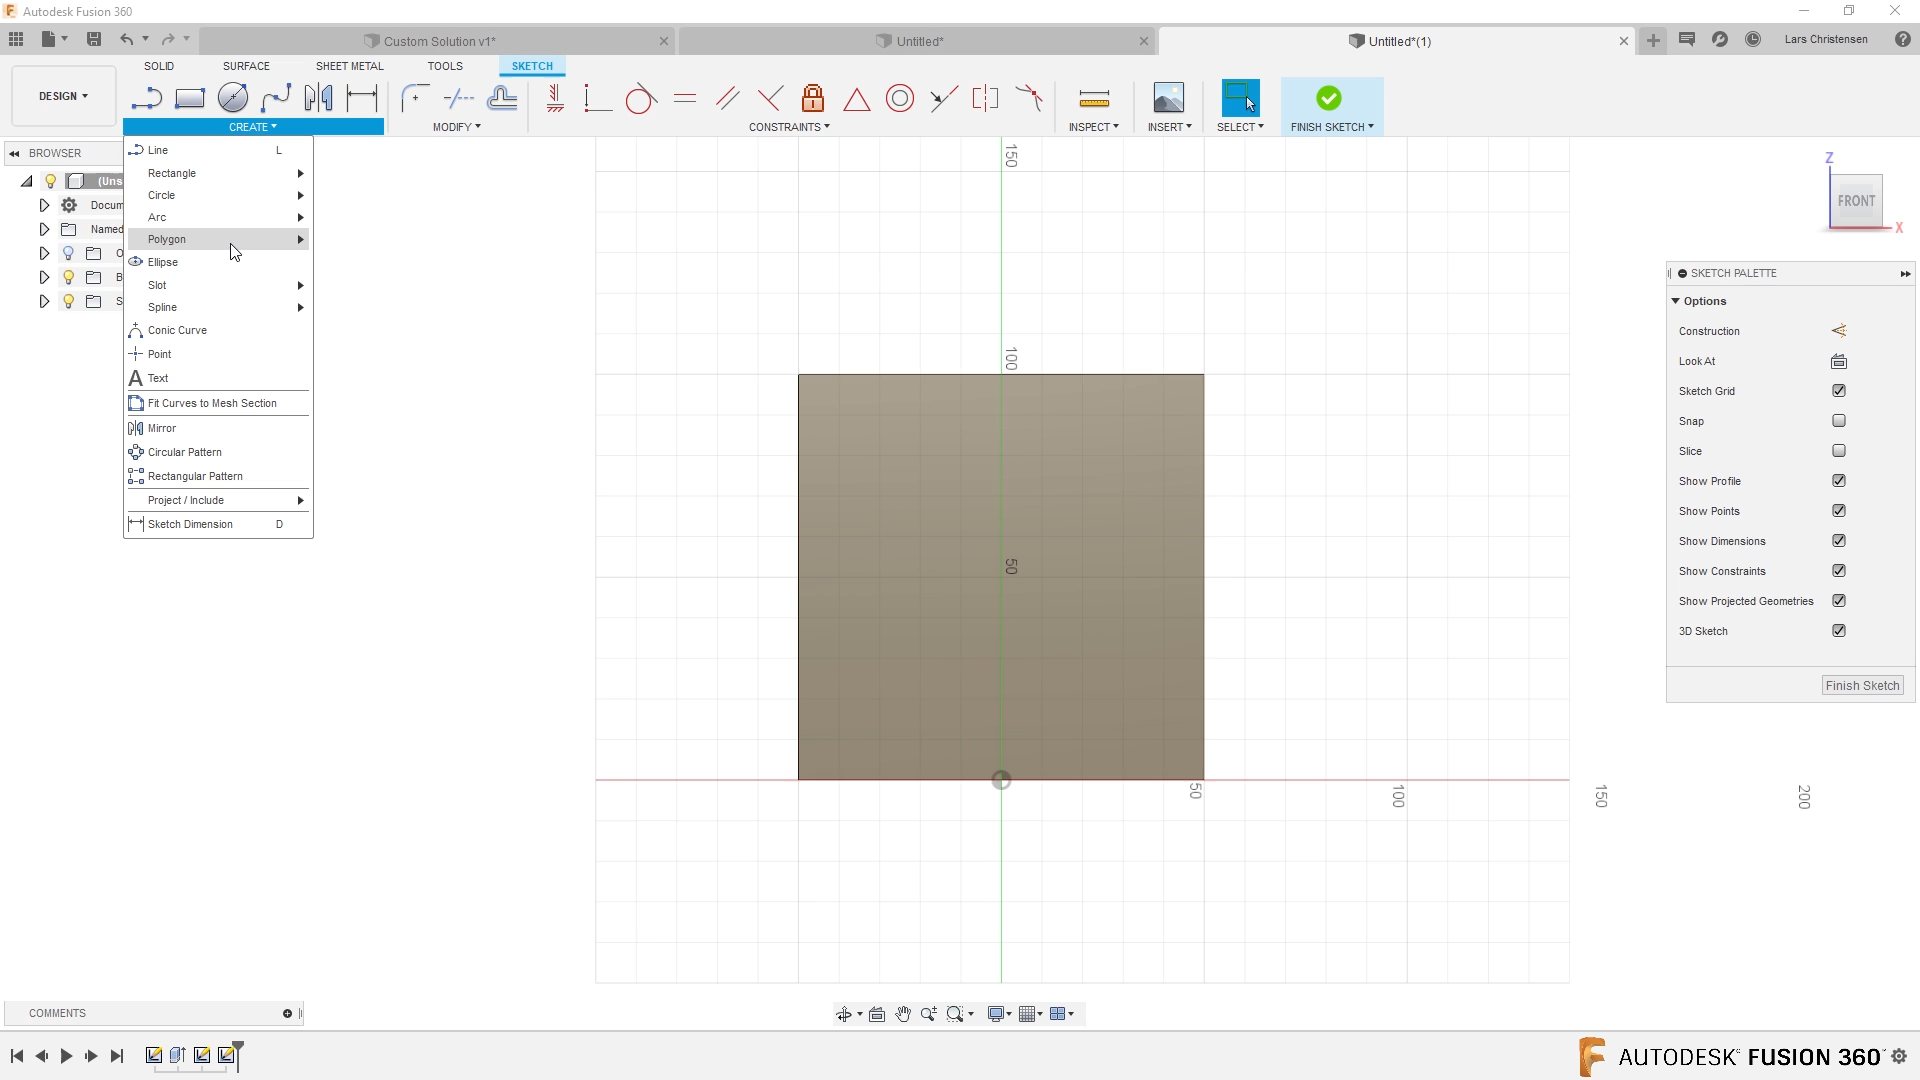 Autodesk Fusion 360
Custom Solution v1*
Untitled*
Untitled*(1)
Lars Christensen
SOLID
SURFACE
SHEET METAL
TOOLS
SKETCH
DESIGN
CREATE
MODIFY
CONSTRAINTS
INSPECT
INSERT
SELECT
FINISH SKETCH
BROWSER
(Uns
Docum
Named
O
B
S
Line L
Rectangle
Circle
Arc
Polygon
Ellipse
Slot
Spline
Conic Curve
Point
Text
Fit Curves to Mesh Section
Mirror
Circular Pattern
Rectangular Pattern
Project / Include
Sketch Dimension D
150
100
50
50
100
150
200
Z
FRONT
X
SKETCH PALETTE
Options
Construction
Look At
Sketch Grid
Snap
Slice
Show Profile
Show Points
Show Dimensions
Show Constraints
Show Projected Geometries
3D Sketch
Finish Sketch
COMMENTS
AUTODESK FUSION 360